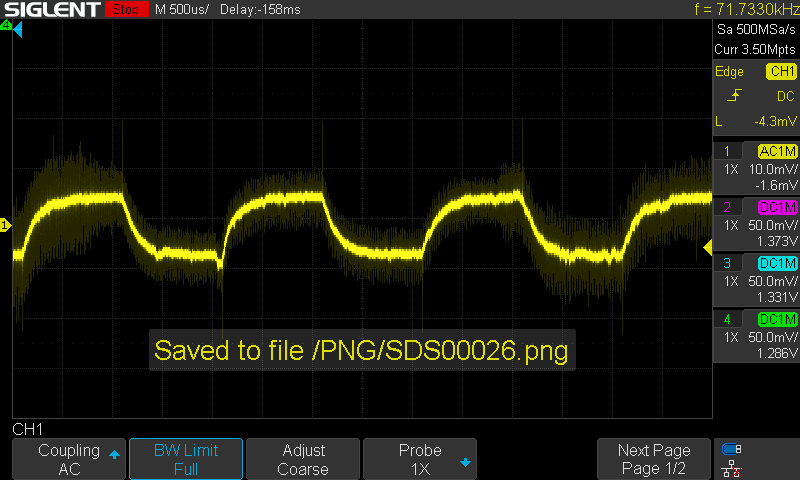 SIGLENT Stop M 500us/ Delay:-158ms f = 71.7330kHz
Sa 500MSa/s
Curr 3.50Mpts
Edge CH1
DC
L -4.3mV
1 AC1M
1X 10.0mV/
-1.6mV
2 DC1M
1X 50.0mV/
1.373V
3 DC1M
1X 50.0mV/
1.331V
4 DC1M
1X 50.0mV/
1.286V
4
1
Saved to file /PNG/SDS00026.png
CH1
Coupling
AC
BW Limit
Full
Adjust
Coarse
Probe
1X
Next Page
Page 1/2